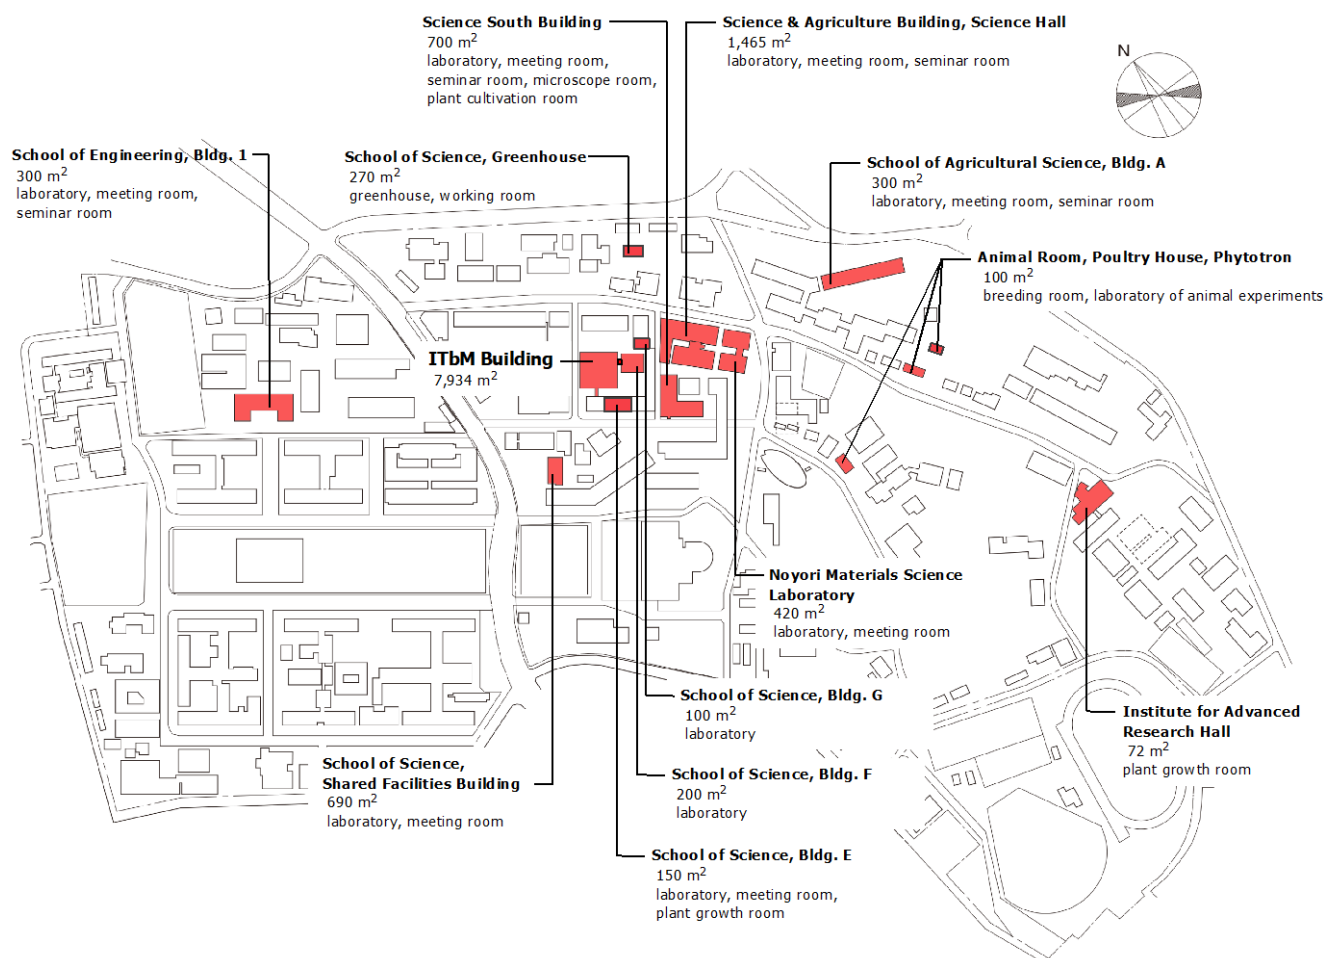 Science South Building
700 m²
laboratory, meeting room,
seminar room, microscope room,
plant cultivation room
Science & Agriculture Building, Science Hall
1,465 m²
laboratory, meeting room, seminar room
N
School of Engineering, Bldg. 1
300 m²
laboratory, meeting room,
seminar room
School of Science, Greenhouse
270 m²
greenhouse, working room
School of Agricultural Science, Bldg. A
300 m²
laboratory, meeting room, seminar room
Animal Room, Poultry House, Phytotron
100 m²
breeding room, laboratory of animal experiments
ITbM Building
7,934 m²
Noyori Materials Science
Laboratory
420 m²
laboratory, meeting room
School of Science, Bldg. G
100 m²
laboratory
Institute for Advanced
Research Hall
72 m²
plant growth room
School of Science,
Shared Facilities Building
690 m²
laboratory, meeting room
School of Science, Bldg. F
200 m²
laboratory
School of Science, Bldg. E
150 m²
laboratory, meeting room,
plant growth room